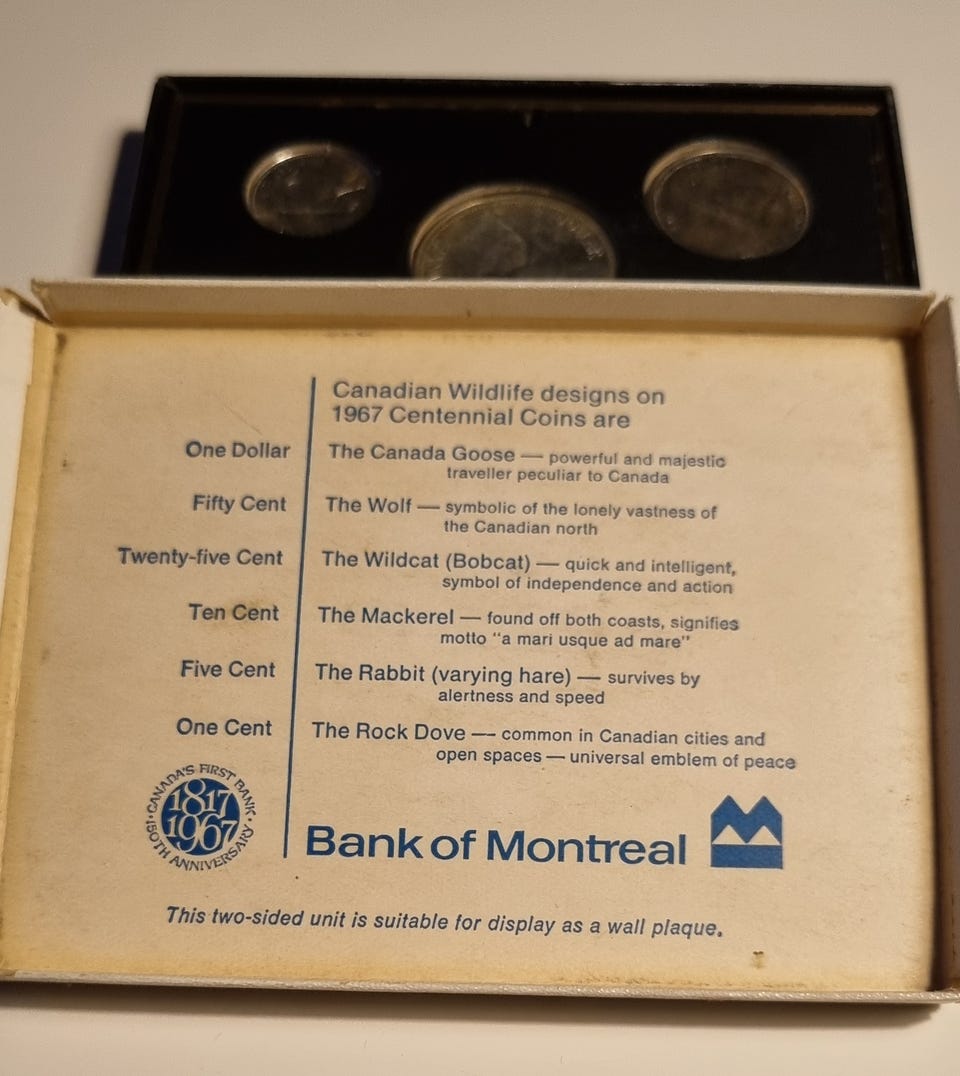 Canadian Wildlife designs on
1967 Centennial Coins are
One Dollar The Canada Goose — powerful and majestic
traveller peculiar to Canada
Fifty Cent The Wolf — symbolic of the lonely vastness of
the Canadian north
Twenty-five Cent The Wildcat (Bobcat) — quick and intelligent,
symbol of independence and action
Ten Cent The Mackerel — found off both coasts, signifies
motto "a mari usque ad mare"
Five Cent The Rabbit (varying hare) — survives by
alertness and speed
One Cent The Rock Dove — common in Canadian cities and
open spaces — universal emblem of peace
CANADA'S FIRST BANK
1817
1967
150TH ANNIVERSARY
Bank of Montreal
This two-sided unit is suitable for display as a wall plaque.